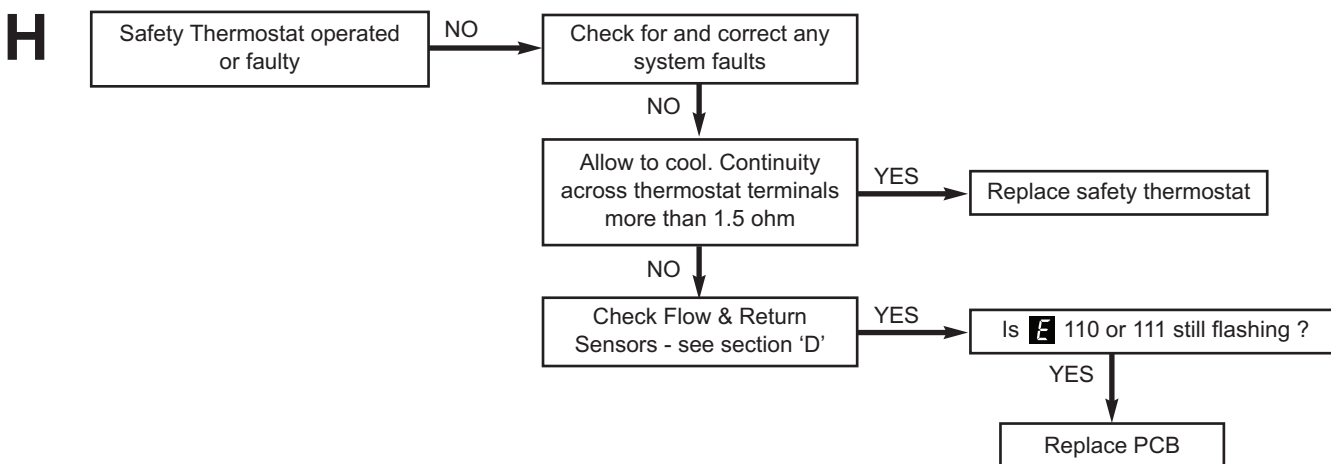 H
Safety Thermostat operated
or faulty
NO
Check for and correct any
system faults
NO
Allow to cool. Continuity
across thermostat terminals
more than 1.5 ohm
YES
Replace safety thermostat
NO
Check Flow & Return
Sensors - see section ‘D’
YES
Is E 110 or 111 still flashing ?
YES
Replace PCB